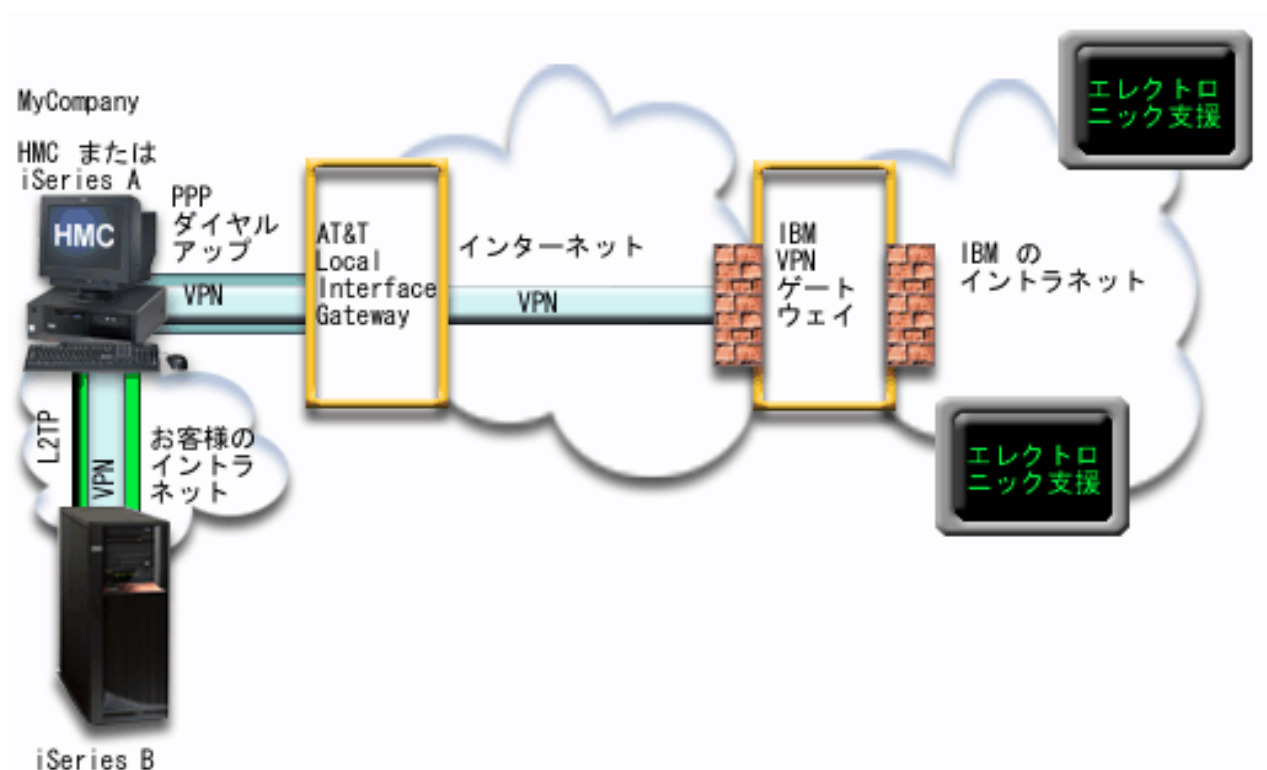 MyCompany
HMC または
iSeries A
HMC
PPP
ダイヤル
アップ
VPN
AT&T
Local
Interface
Gateway
インターネット
VPN
IBM
VPN
ゲート
ウェイ
IBM の
イントラネット
エレクトロ
ニック支援
エレクトロ
ニック支援
L2TP
VPN
お客様の
イントラ
ネット
iSeries B